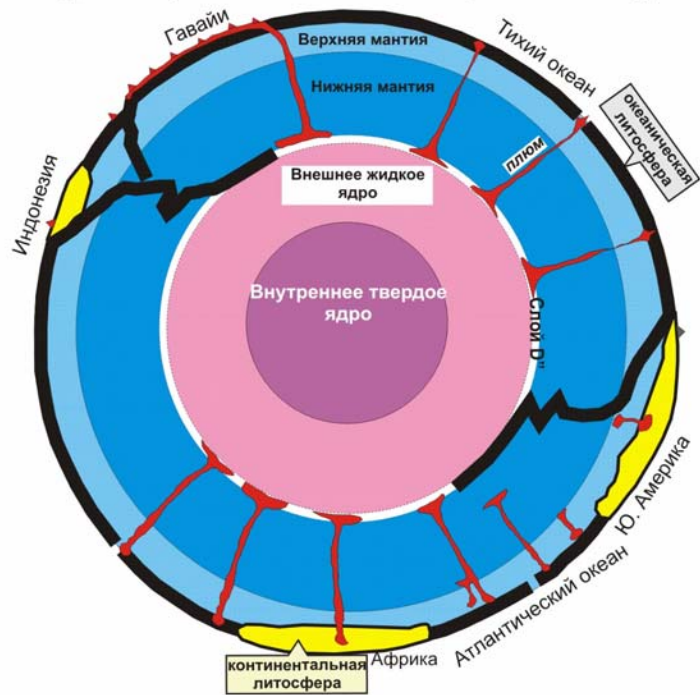 Гавайи
Верхняя мантия
Тихий океан
Нижняя мантия
океаническая
литосфера
плюм
Внешнее жидкое
ядро
Индонезия
Внутреннее твердое
ядро
Слой D"
Ю. Америка
Атлантический океан
Африка
континентальная
литосфера